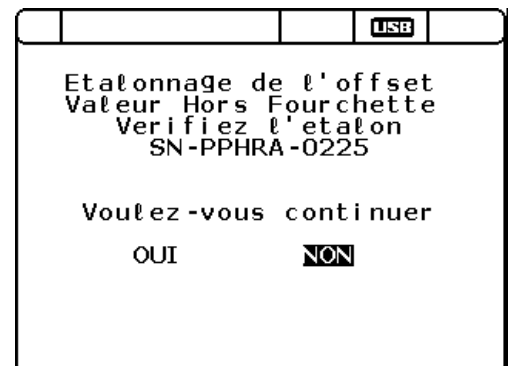 USB
Etalonnage de l'offset
Valeur Hors Fourchette
Verifiez l'etalon
SN-PPHRA-0225
Voulez-vous continuer
OUI NON